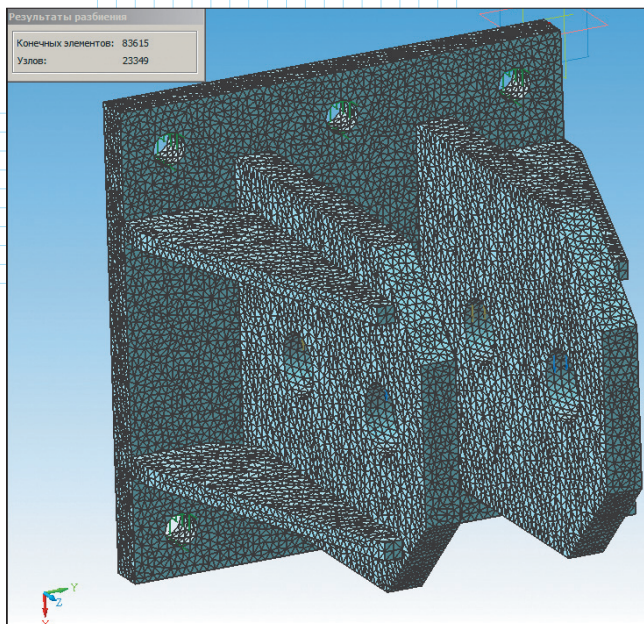 Результаты разбиения
Конечных элементов: 83615
Узлов: 23349
Y
Z
X